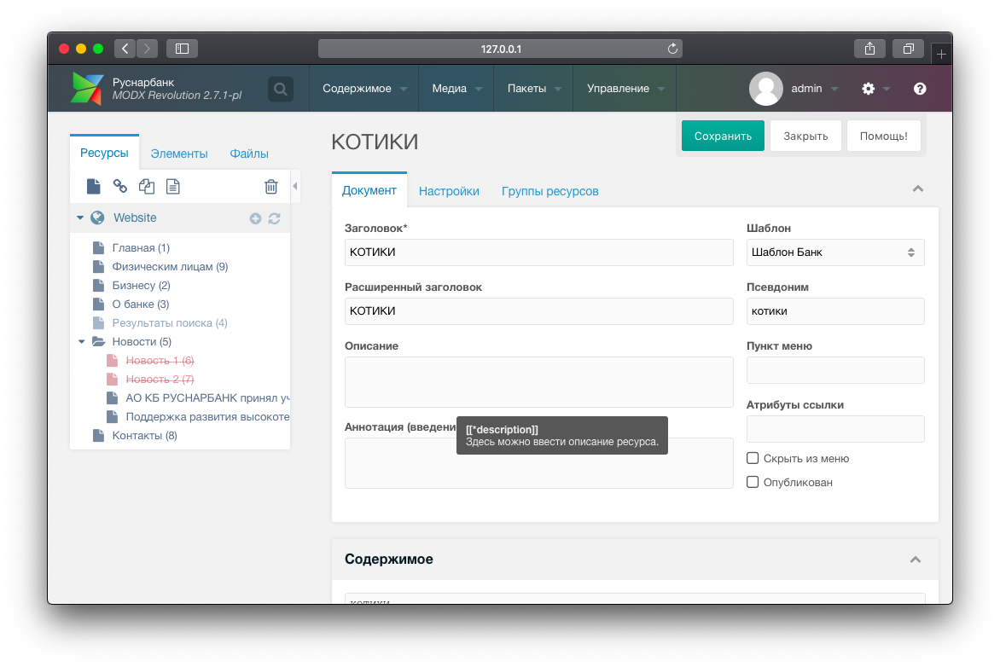 127.0.0.1
Руснарбанк
MODX Revolution 2.7.1-pl
Содержимое
Медиа
Пакеты
Управление
admin
Ресурсы
Элементы
Файлы
Website
Главная (1)
Физическим лицам (9)
Бизнесу (2)
О банке (3)
Результаты поиска (4)
Новости (5)
Новость 1 (6)
Новость 2 (7)
АО КБ РУСНАРБАНК принял
Поддержка развития
Контакты (8)
КОТИКИ
Сохранить
Закрыть
Помощь!
Документ
Настройки
Группы ресурсов
Заголовок*
КОТИКИ
Расширенный заголовок
КОТИКИ
Описание
Аннотация
[[*description]]
Здесь можно ввести описание ресурса.
Шаблон
Шаблон Банк
Псевдоним
котики
Пункт меню
Атрибуты ссылки
Скрыть из меню
Опубликован
Содержимое